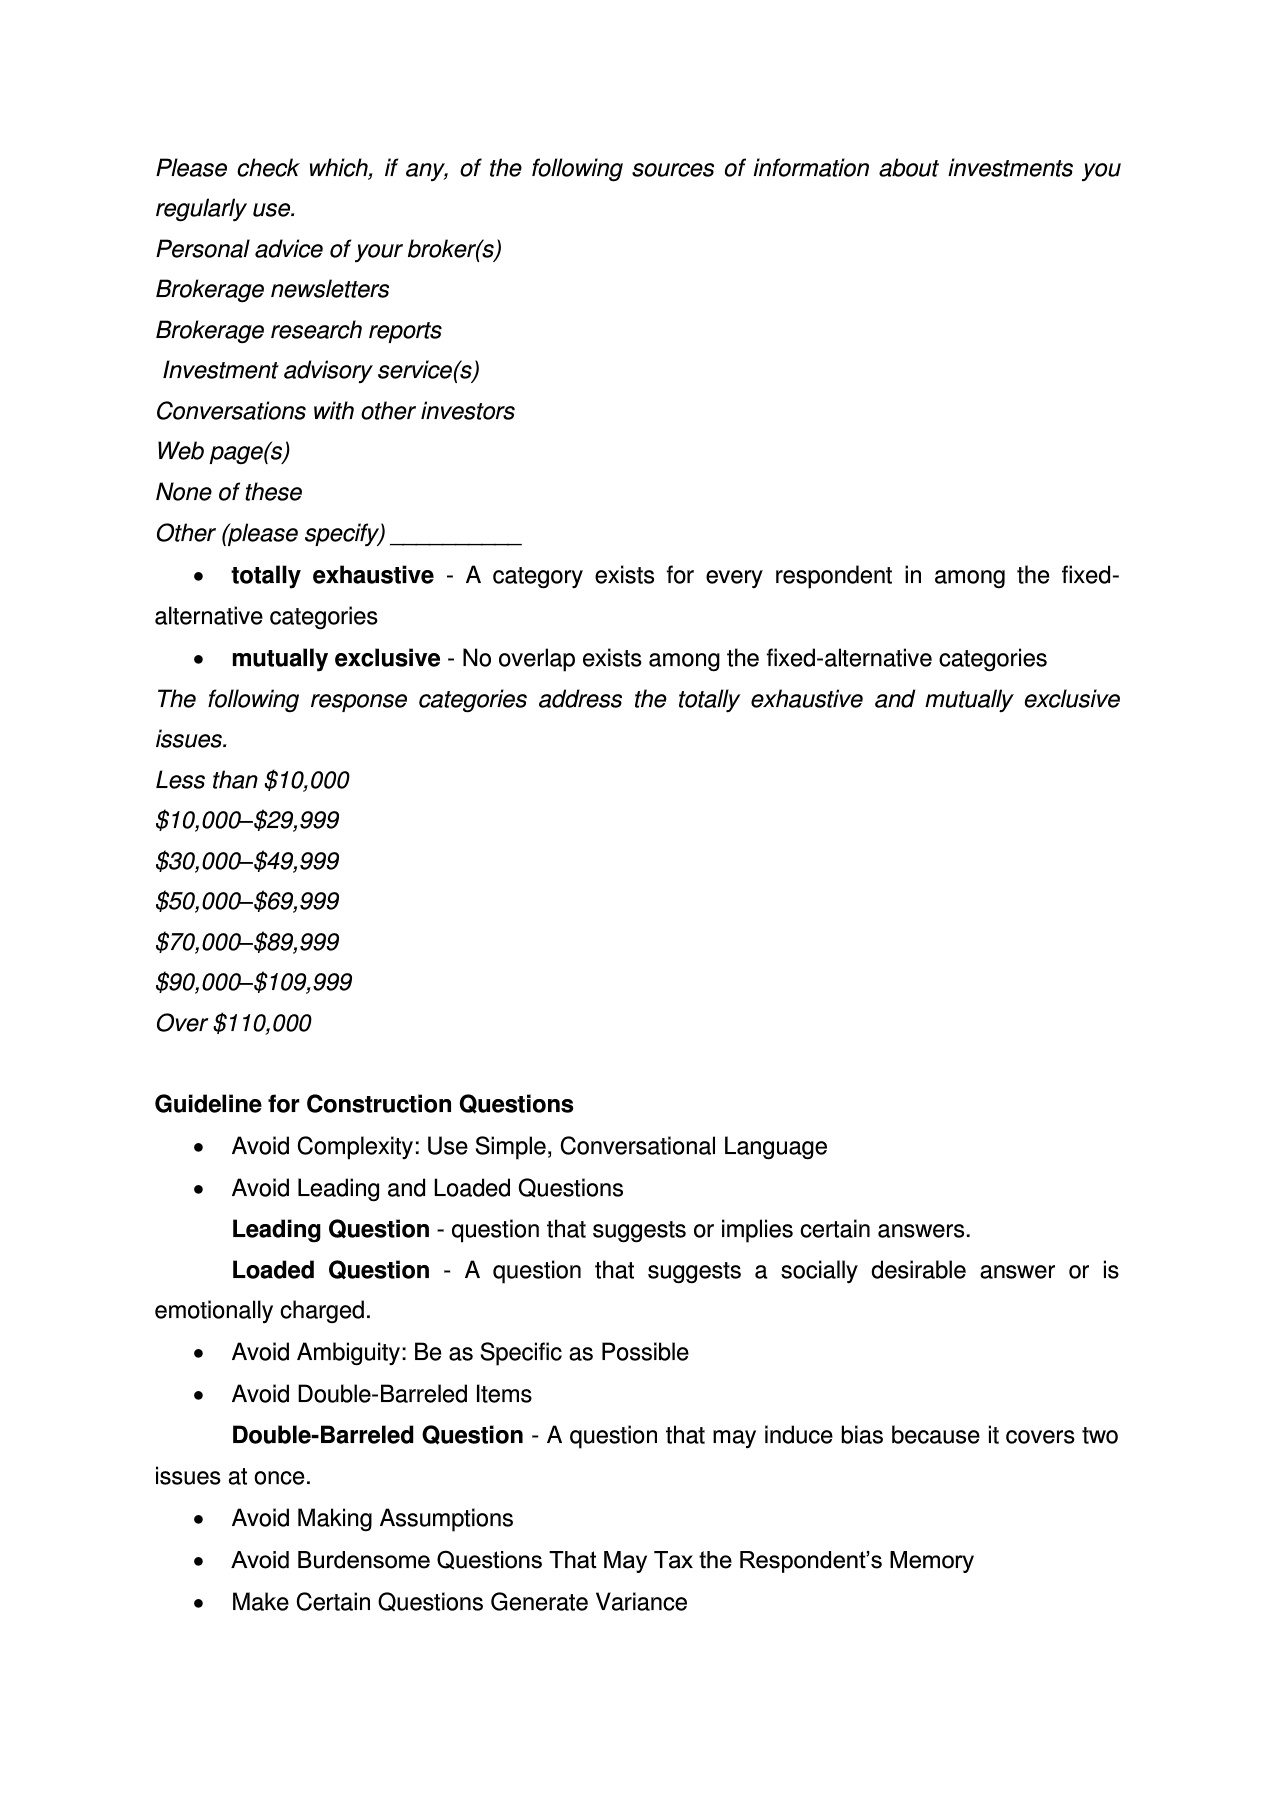 Please check which, if any, of the following sources of information about investments you
regularly use.
Personal advice of your broker(s)
Brokerage newsletters
Brokerage research reports
Investment advisory service(s)
Conversations with other investors
Web page(s)
None of these
Other (please specify) __________
• totally exhaustive - A category exists for every respondent in among the fixed-
alternative categories
• mutually exclusive - No overlap exists among the fixed-alternative categories
The following response categories address the totally exhaustive and mutually exclusive
issues.
Less than $10,000
$10,000–$29,999
$30,000–$49,999
$50,000–$69,999
$70,000–$89,999
$90,000–$109,999
Over $110,000
Guideline for Construction Questions
• Avoid Complexity: Use Simple, Conversational Language
• Avoid Leading and Loaded Questions
Leading Question - question that suggests or implies certain answers.
Loaded Question - A question that suggests a socially desirable answer or is
emotionally charged.
• Avoid Ambiguity: Be as Specific as Possible
• Avoid Double-Barreled Items
Double-Barreled Question - A question that may induce bias because it covers two
issues at once.
• Avoid Making Assumptions
• Avoid Burdensome Questions That May Tax the Respondent’s Memory
• Make Certain Questions Generate Variance